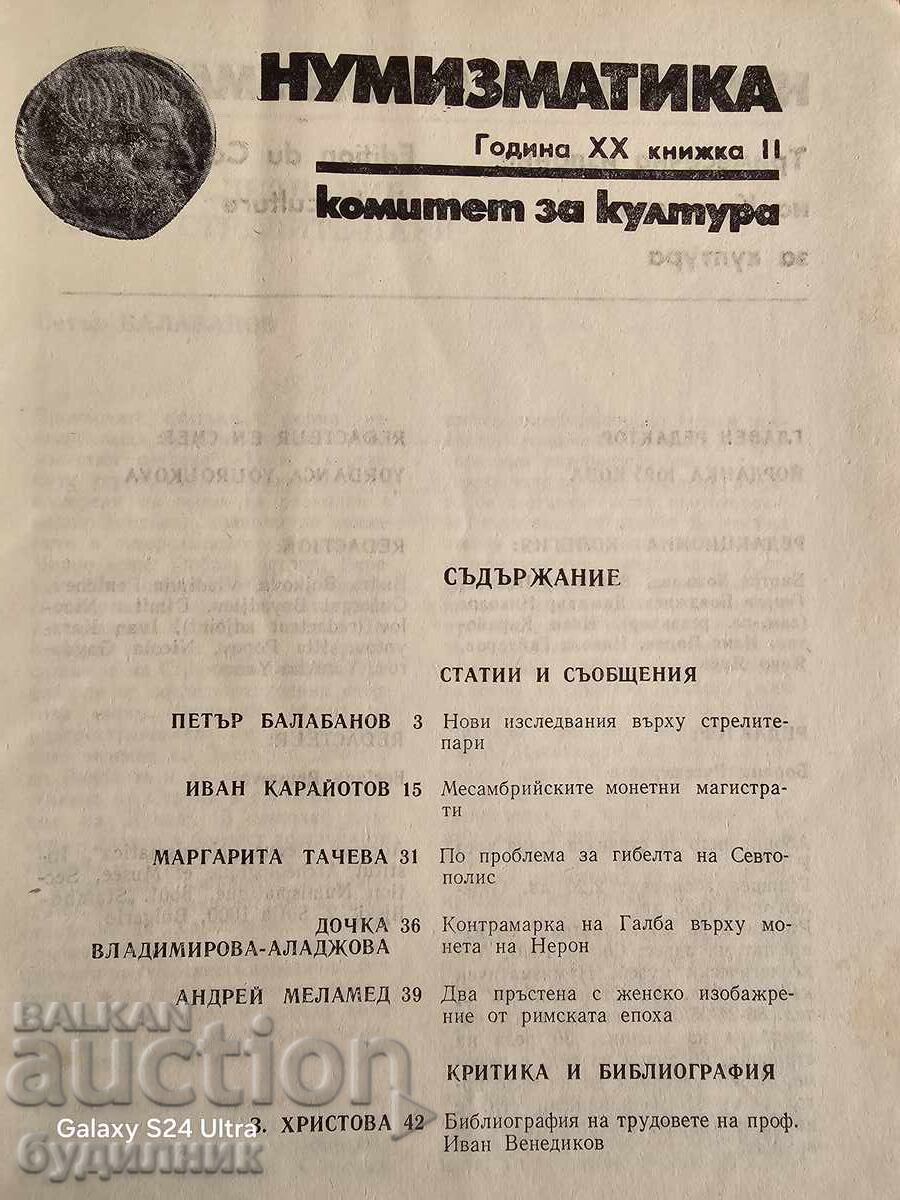 НУМИЗМАТИКА
Година XX книжка II
комитет за култура
СЪДЪРЖАНИЕ
СТАТИИ И СЪОБЩЕНИЯ
ПЕТЪР БАЛАБАНОВ 3 Нови изследвания върху стрелите-
пари
ИВАН КАРАЙОТОВ 15 Месамбрийските монетни магистра-
ти
МАРГАРИТА ТАЧЕВА 31 По проблема за гибелта на Севто-
полис
ДОЧКА 36 Контрамарка на Галба върху мо-
ВЛАДИМИРОВА-АЛАДЖОВА нета на Нерон
АНДРЕЙ МЕЛАМЕД 39 Два пръстена с женско изображе-
ние от римската епоха
КРИТИКА И БИБЛИОГРАФИЯ
З. ХРИСТОВА 42 Библиография на трудовете на проф.
Иван Венедиков
BALKAN
auction
Galaxy S24 Ultra
будилник